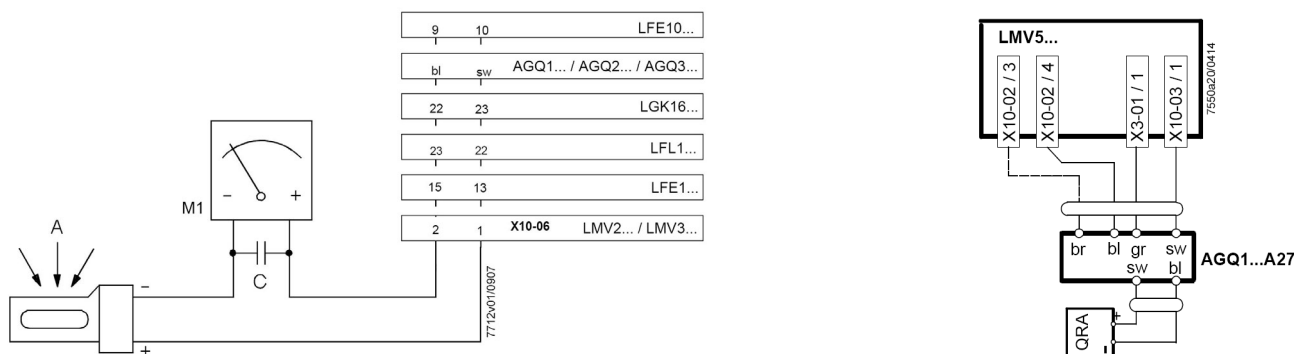 9 10 LFE10...
bl sw AGQ1... / AGQ2... / AGQ3...
22 23 LGK16...
23 22 LFL1...
15 13 LFE1...
2 1 X10-06 LMV2... / LMV3...
7712v01/0907
M1
- +
A
C
-
+
LMV5...
X10-02 / 3
X10-02 / 4
X3-01 / 1
X10-03 / 1
7550a20/0414
br bl gr sw
AGQ1...A27
sw bl
QRA
+
-